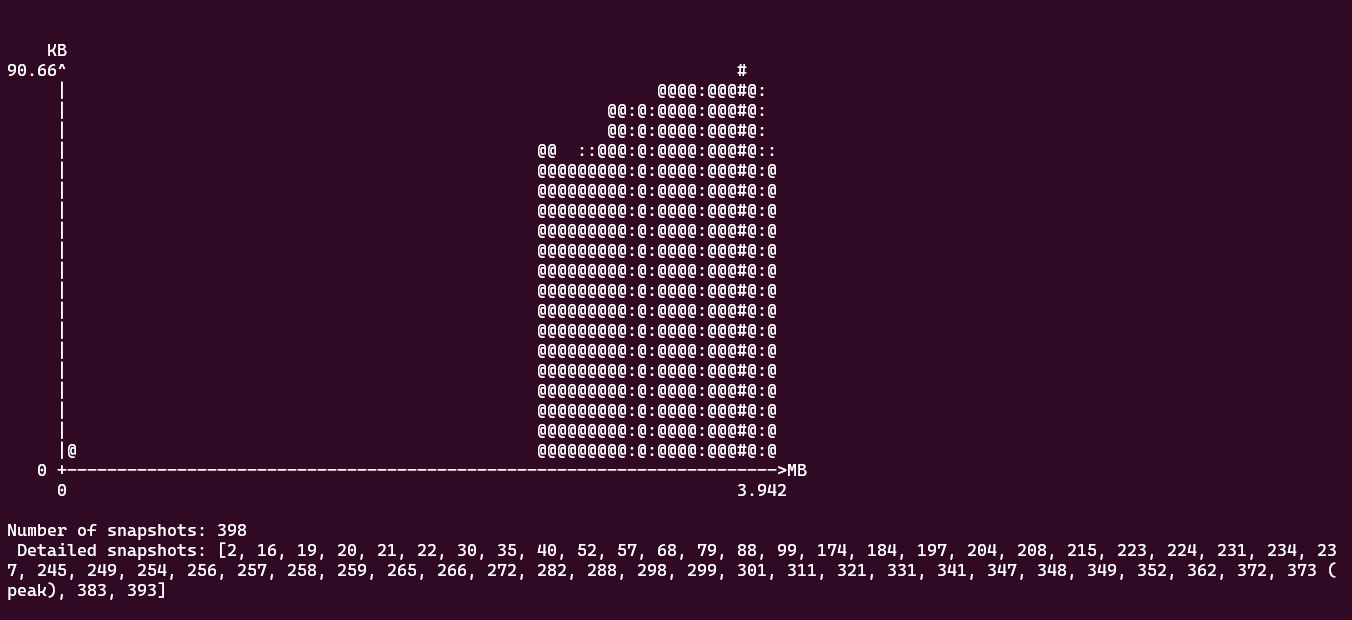 KB
90.66^                                                                   #
     |                                                           @@@@:@@@#@:
     |                                                      @@:@:@@@@:@@@#@:
     |                                                      @@:@:@@@@:@@@#@:
     |                                               @@  ::@@@:@:@@@@:@@@#@::
     |                                               @@@@@@@@@:@:@@@@:@@@#@:@
     |                                               @@@@@@@@@:@:@@@@:@@@#@:@
     |                                               @@@@@@@@@:@:@@@@:@@@#@:@
     |                                               @@@@@@@@@:@:@@@@:@@@#@:@
     |                                               @@@@@@@@@:@:@@@@:@@@#@:@
     |                                               @@@@@@@@@:@:@@@@:@@@#@:@
     |                                               @@@@@@@@@:@:@@@@:@@@#@:@
     |                                               @@@@@@@@@:@:@@@@:@@@#@:@
     |                                               @@@@@@@@@:@:@@@@:@@@#@:@
     |                                               @@@@@@@@@:@:@@@@:@@@#@:@
     |                                               @@@@@@@@@:@:@@@@:@@@#@:@
     |                                               @@@@@@@@@:@:@@@@:@@@#@:@
     |                                               @@@@@@@@@:@:@@@@:@@@#@:@
     |                                               @@@@@@@@@:@:@@@@:@@@#@:@
     |@                                              @@@@@@@@@:@:@@@@:@@@#@:@
   0 +----------------------------------------------------------------------->MB
     0                                                                   3.942
Number of snapshots: 398
 Detailed snapshots: [2, 16, 19, 20, 21, 22, 30, 35, 40, 52, 57, 68, 79, 88, 99, 174, 184, 197, 204, 208, 215, 223, 224, 231, 234, 23
7, 245, 249, 254, 256, 257, 258, 259, 265, 266, 272, 282, 288, 298, 299, 301, 311, 321, 331, 341, 347, 348, 349, 352, 362, 372, 373 (
peak), 383, 393]